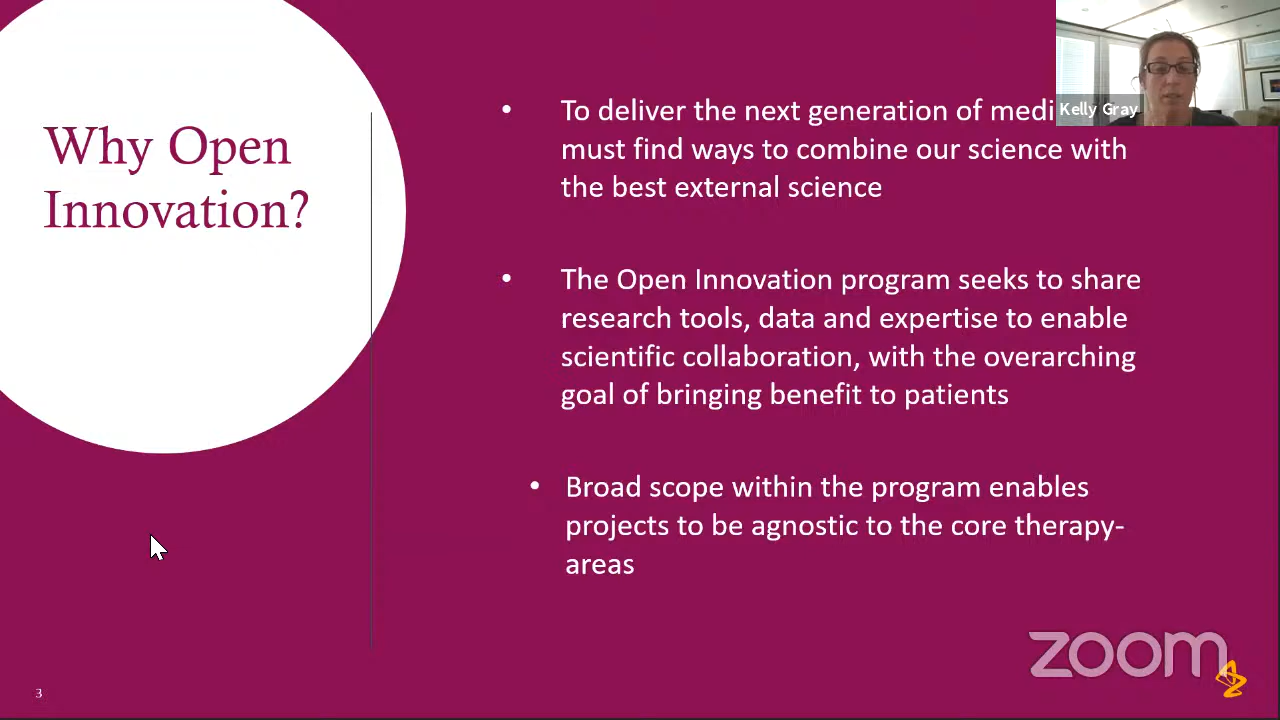 Why Open
Innovation?
• To deliver the next generation of medi
must find ways to combine our science with
the best external science
• The Open Innovation program seeks to share
research tools, data and expertise to enable
scientific collaboration, with the overarching
goal of bringing benefit to patients
• Broad scope within the program enables
projects to be agnostic to the core therapy-
areas
Kelly Gray
zoom
3